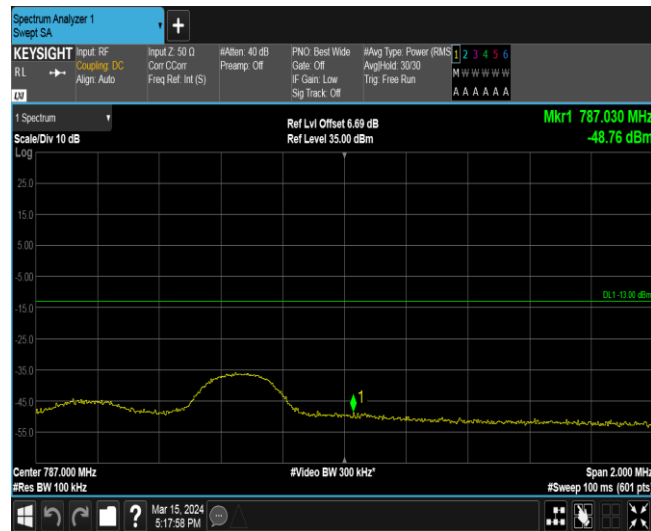 Spectrum Analyzer 1
Swept SA
+
KEYSIGHT
RL
LXI
Input: RF
Coupling: DC
Align: Auto
Input Z: 50 Ω
Corr CCorr
Freq Ref: Int (S)
#Atten: 40 dB
Preamp: Off
PNO: Best Wide
Gate: Off
IF Gain: Low
Sig Track: Off
#Avg Type: Power (RMS
Avg|Hold: 30/30
Trig: Free Run
1 2 3 4 5 6
M W W W W W
A A A A A A
1 Spectrum
Scale/Div 10 dB
Log
Ref Lvl Offset 6.69 dB
Ref Level 35.00 dBm
Mkr1 787.030 MHz
-48.76 dBm
25.0
15.0
5.00
-5.00
DL1 -13.00 dBm
-15.0
-25.0
-35.0
1
-45.0
-55.0
Center 787.000 MHz
#Res BW 100 kHz
#Video BW 300 kHz*
Span 2.000 MHz
#Sweep 100 ms (601 pts)
?
Mar 15, 2024
5:17:58 PM